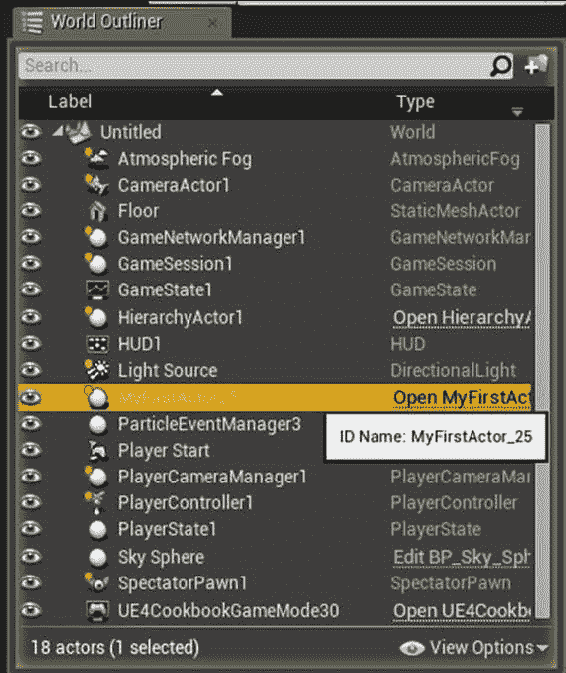 World Outliner
Search...
Label Type
Untitled World
Atmospheric Fog AtmosphericFog
CameraActor1 CameraActor
Floor StaticMeshActor
GameNetworkManager1 GameNetworkMar
GameSession1 GameSession
GameState1 GameState
HierarchyActor1 Open HierarchyA
HUD1 HUD
Light Source DirectionalLight
Open MyFirstAct
ParticleEventManager3
ID Name: MyFirstActor_25
Player Start
PlayerCameraManager1 PlayerCameraMar
PlayerController1 PlayerController
PlayerState1 PlayerState
Sky Sphere Edit BP_Sky_Sph
SpectatorPawn1 SpectatorPawn
UE4CookbookGameMode30 Open UE4Cookb
18 actors (1 selected) View Options